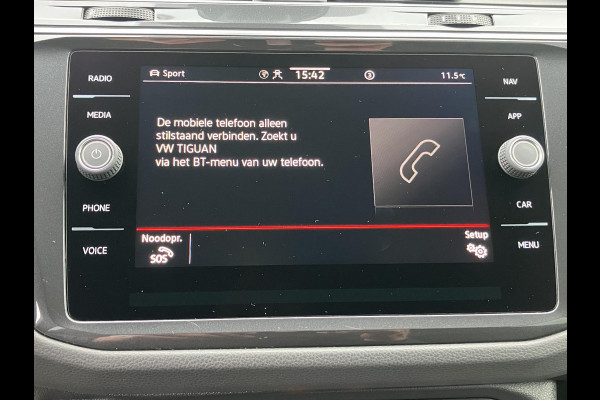 RADIO
MEDIA
PHONE
VOICE
Sport
15:42
3
11.5°C
De mobiele telefoon alleen
stilstaand verbinden. Zoekt u
VW TIGUAN
via het BT-menu van uw telefoon.
Noodopr.
SOS
Setup
NAV
APP
CAR
MENU